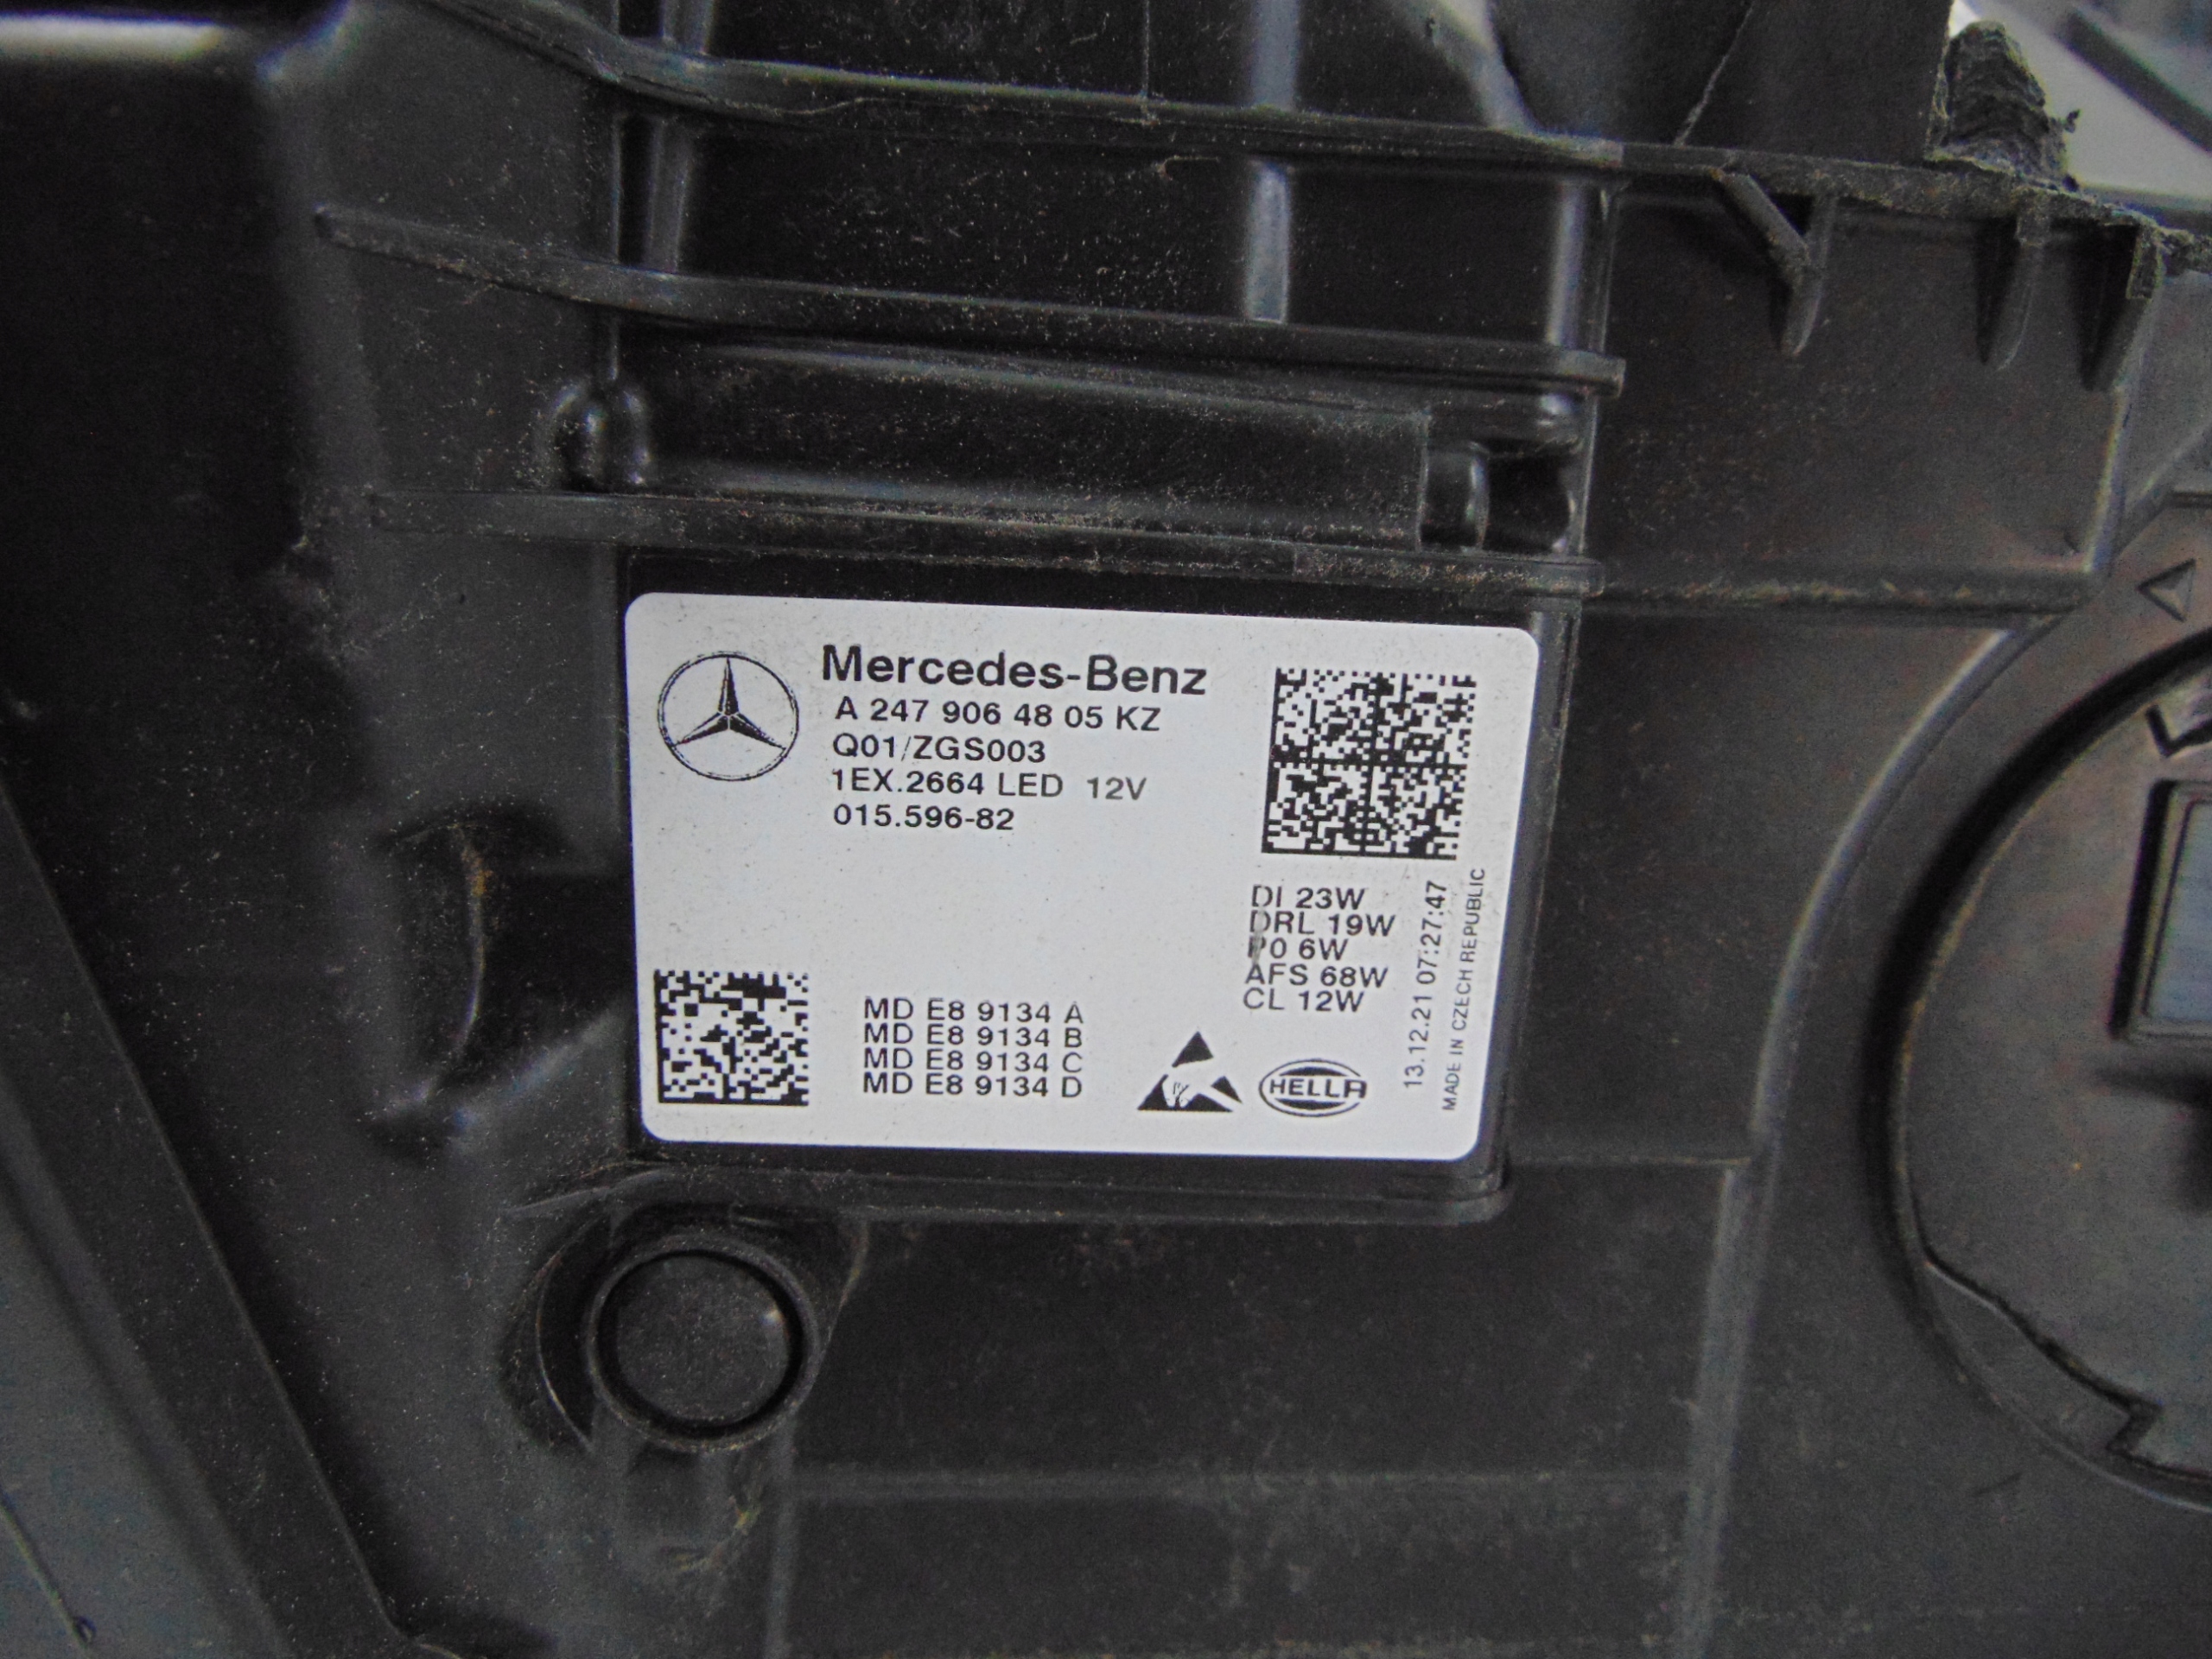 Mercedes-Benz
A 247 906 48 05 KZ
Q01/ZGS003
1EX.2664 LED 12V
015.596-82
DI 23W
DRL 19W
P0 6W
AFS 68W
CL 12W
13.12.21 07:27:47
MADE IN CZECH REPUBLIC
MD E8 9134 A
MD E8 9134 B
MD E8 9134 C
MD E8 9134 D
HELLA